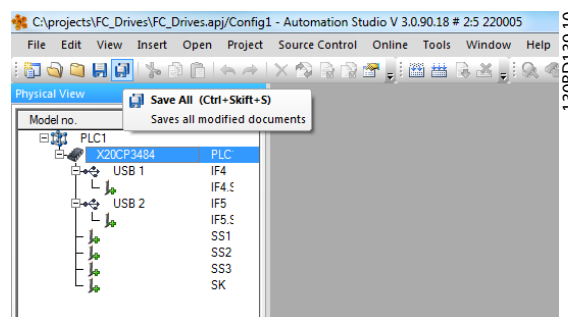 C:\projects\FC_Drives\FC_Drives.apj/Config1 - Automation Studio V 3.0.90.18 # 2:5 220005
File Edit View Insert Open Project Source Control Online Tools Window Help
Physical View
Save All (Ctrl+Skift+S)
Saves all modified documents
Model no.
PLC1
X20CP3484 PLC
USB 1 IF4
IF4.S
USB 2 IF5
IF5.S
SS1
SS2
SS3
SK